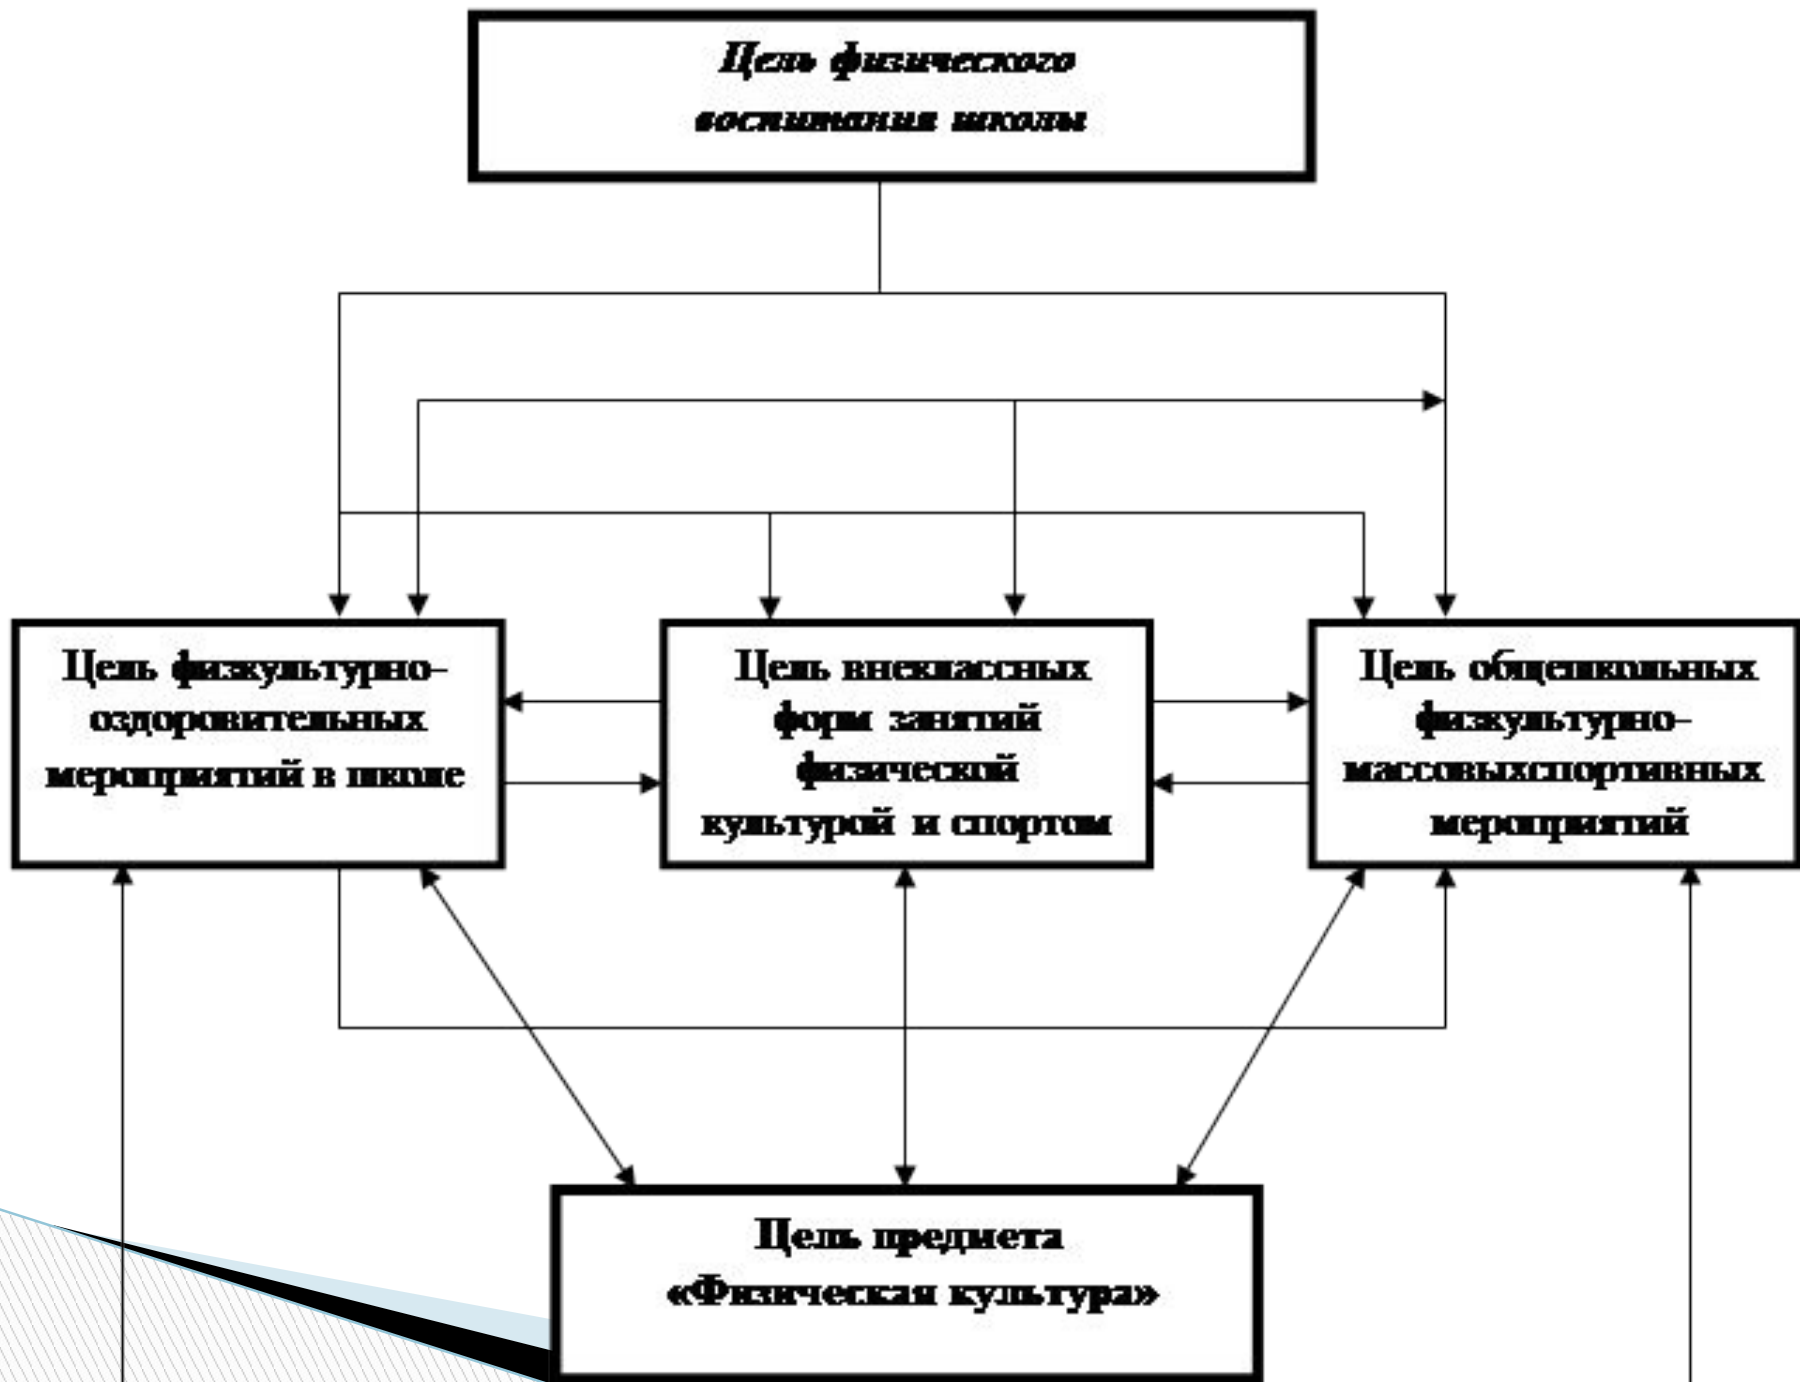 Цель физического
воспитания школы
Цель физкультурно-
оздоровительных
мероприятий в школе
Цель внеклассных
форм занятий
физической
культурой и спортом
Цель общешкольных
физкультурно-
массовыхспортивных
мероприятий
Цель предмета
«Физическая культура»